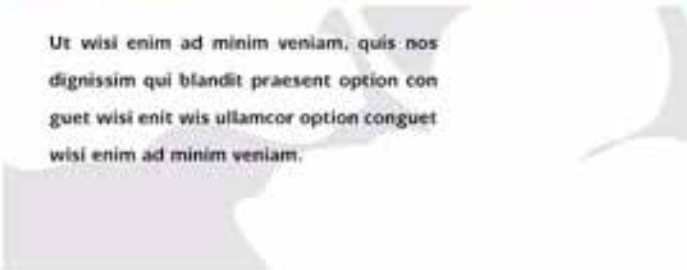 Ut wisi enim ad minim veniam, quis nos
dignissim qui blandit praesent option con
guet wisi enit wis ullamcor option conguet
wisi enim ad minim veniam.